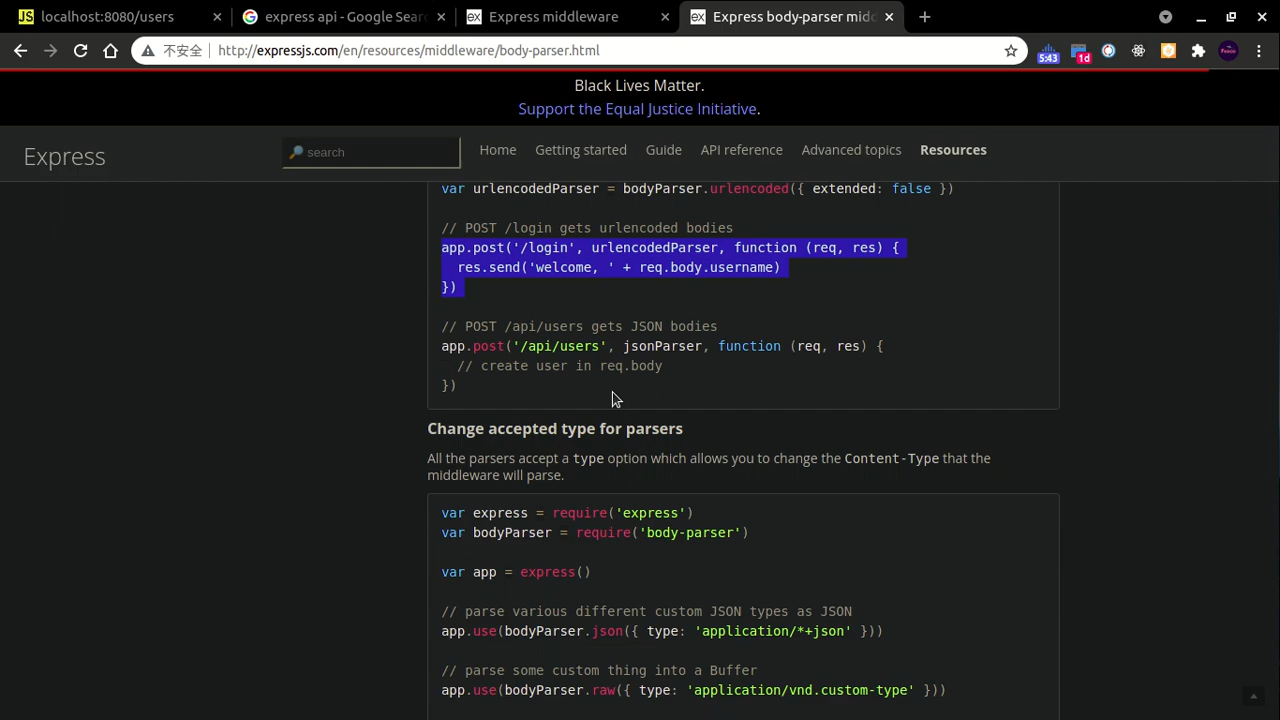 JS localhost:8080/users
express api - Google Sear
ex Express middleware
ex Express body-parser mid
不安全 http://expressjs.com/en/resources/middleware/body-parser.html
5:43
1d
Black Lives Matter.
Support the Equal Justice Initiative.
Express
search
Home Getting started Guide API reference Advanced topics Resources
var urlencodedParser = bodyParser.urlencoded({ extended: false })
// POST /login gets urlencoded bodies
app.post('/login', urlencodedParser, function (req, res) {
res.send('welcome, ' + req.body.username)
})
// POST /api/users gets JSON bodies
app.post('/api/users', jsonParser, function (req, res) {
// create user in req.body
})
Change accepted type for parsers
All the parsers accept a type option which allows you to change the Content-Type that the
middleware will parse.
var express = require('express')
var bodyParser = require('body-parser')
var app = express()
// parse various different custom JSON types as JSON
app.use(bodyParser.json({ type: 'application/*+json' }))
// parse some custom thing into a Buffer
app.use(bodyParser.raw({ type: 'application/vnd.custom-type' }))